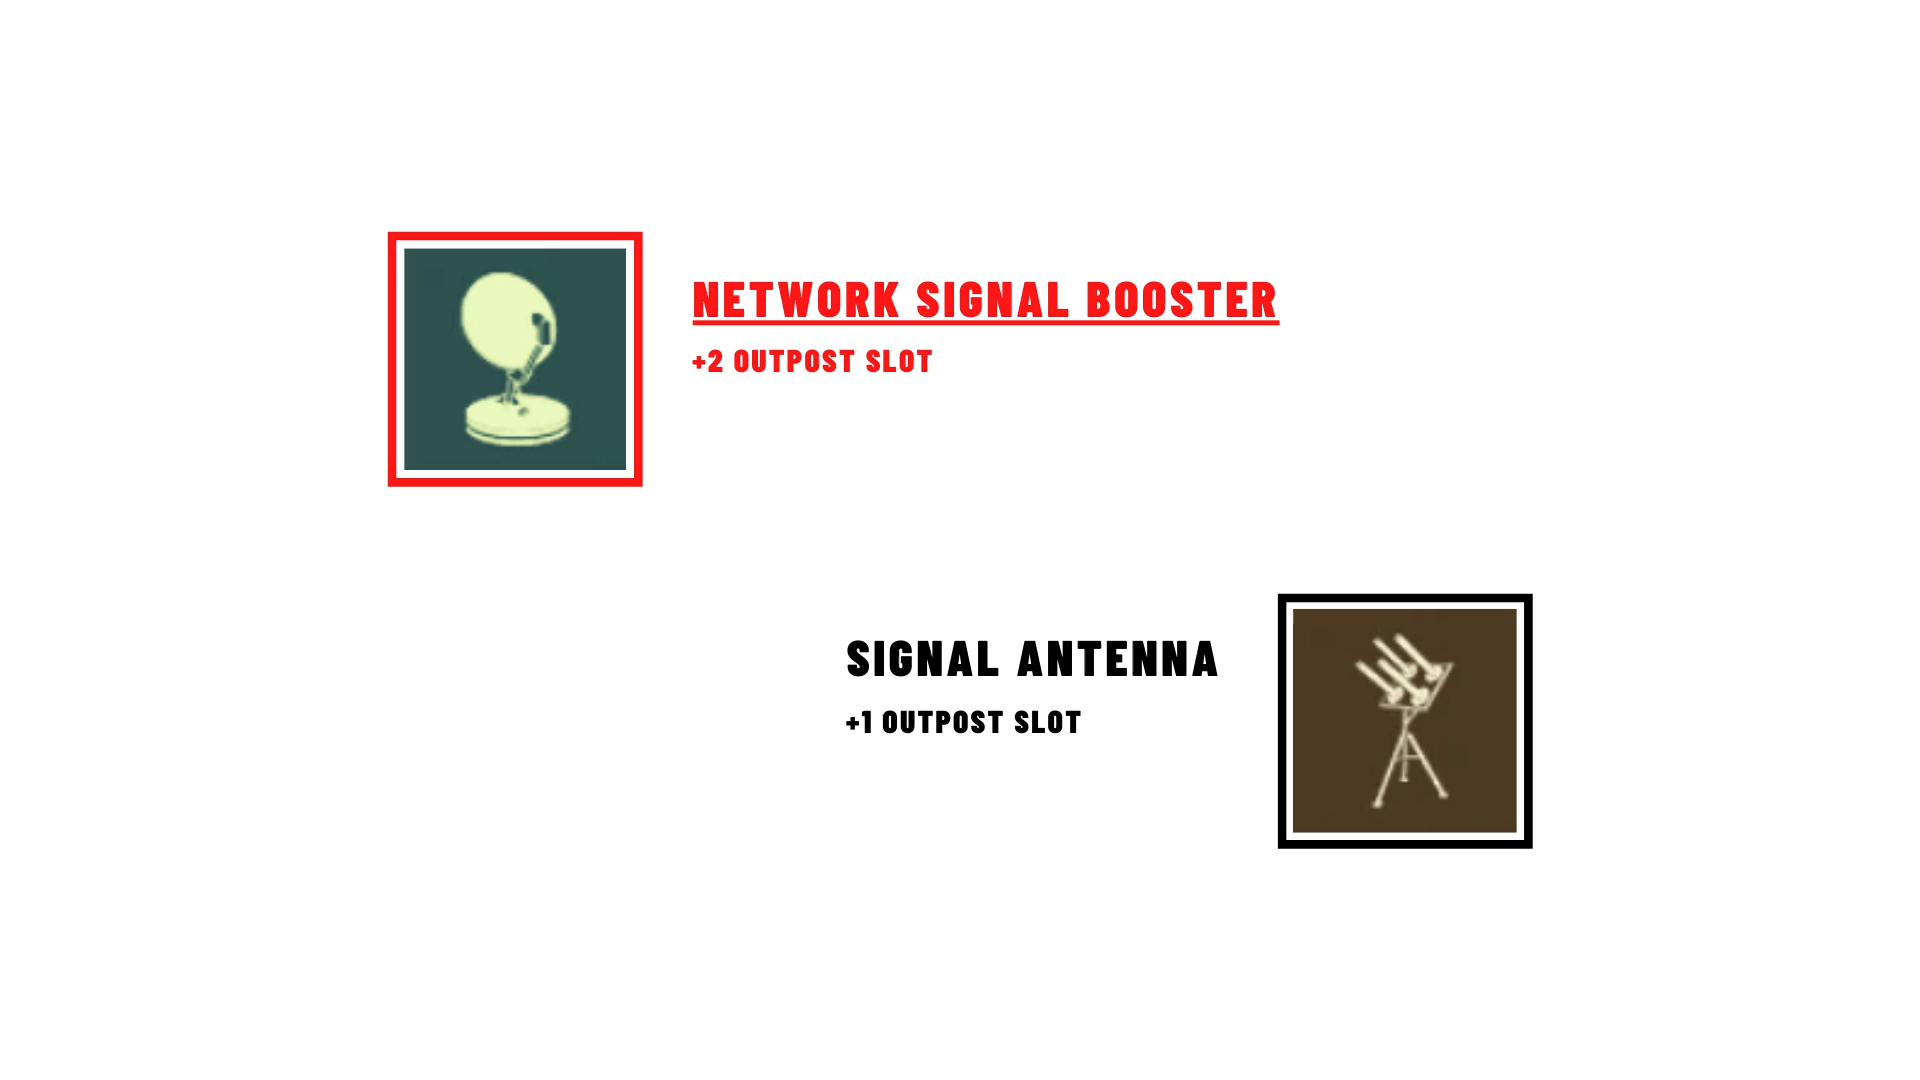 NETWORK SIGNAL BOOSTER
+2 OUTPOST SLOT
SIGNAL ANTENNA
+1 OUTPOST SLOT